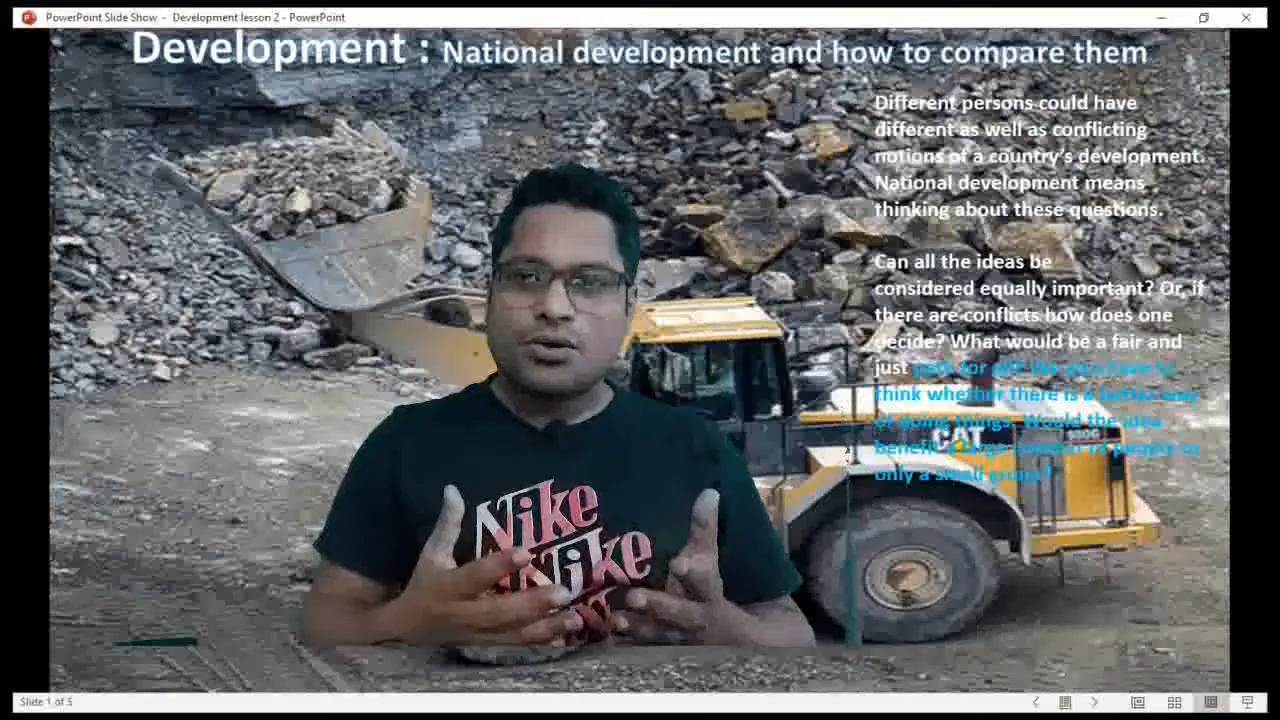 PowerPoint Slide Show - Development lesson 2 - PowerPoint
Development : National development and how to compare them
Different persons could have
different as well as conflicting
notions of a country's development.
National development means
thinking about these questions.
Can all the ideas be
considered equally important? Or, if
there are conflicts how does one
decide? What would be a fair and
just path for all? We also have to
think whether there is a better way
of doing things. Would the idea
benefit a large number of people or
only a small group?
CAT
Nike
Nike
Slide 1 of 5